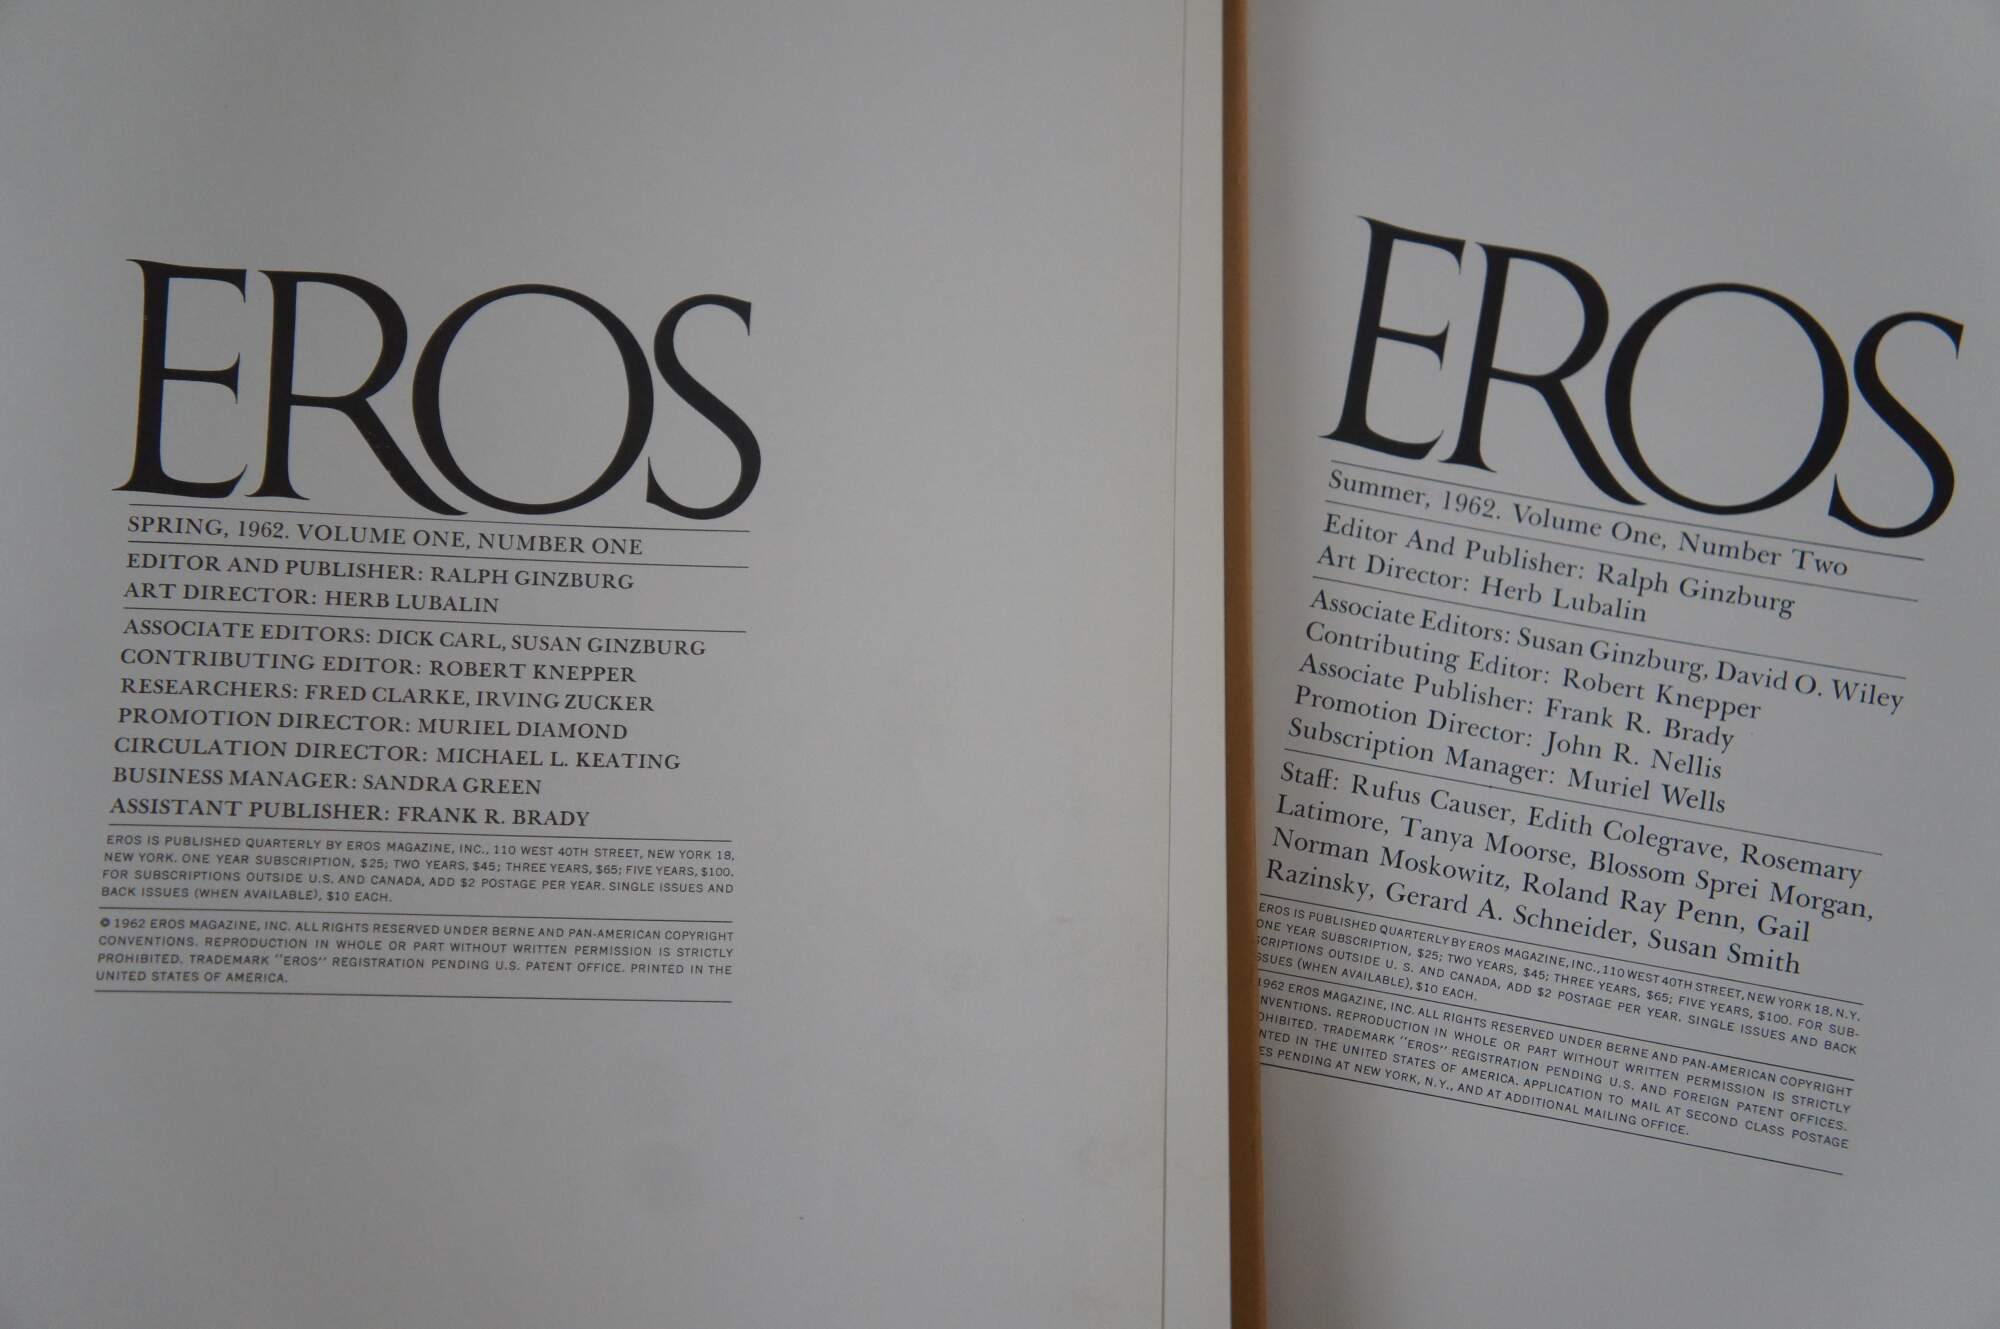 EROS
SPRING, 1962. VOLUME ONE, NUMBER ONE
EDITOR AND PUBLISHER: RALPH GINZBURG
ART DIRECTOR: HERB LUBALIN
ASSOCIATE EDITORS: DICK CARL, SUSAN GINZBURG
CONTRIBUTING EDITOR: ROBERT KNEPPER
RESEARCHERS: FRED CLARKE, IRVING ZUCKER
PROMOTION DIRECTOR: MURIEL DIAMOND
CIRCULATION DIRECTOR: MICHAEL L. KEATING
BUSINESS MANAGER: SANDRA GREEN
ASSISTANT PUBLISHER: FRANK R. BRADY
EROS IS PUBLISHED QUARTERLY BY EROS MAGAZINE, INC., 110 WEST 40TH STREET, NEW YORK 18,
NEW YORK. ONE YEAR SUBSCRIPTION, $25; TWO YEARS, $45; THREE YEARS, $65; FIVE YEARS, $100.
FOR SUBSCRIPTIONS OUTSIDE U.S. AND CANADA, ADD $2 POSTAGE PER YEAR. SINGLE ISSUES AND
BACK ISSUES (WHEN AVAILABLE), $10 EACH.
© 1962 EROS MAGAZINE, INC. ALL RIGHTS RESERVED UNDER BERNE AND PAN-AMERICAN COPYRIGHT
CONVENTIONS. REPRODUCTION IN WHOLE OR PART WITHOUT WRITTEN PERMISSION IS STRICTLY
PROHIBITED. TRADEMARK "EROS" REGISTRATION PENDING U.S. PATENT OFFICE. PRINTED IN THE
UNITED STATES OF AMERICA.
EROS
Summer, 1962. Volume One, Number Two
Editor And Publisher: Ralph Ginzburg
Art Director: Herb Lubalin
Associate Editors: Susan Ginzburg, David O. Wiley
Contributing Editor: Robert Knepper
Associate Publisher: Frank R. Brady
Promotion Director: John R. Nellis
Subscription Manager: Muriel Wells
Staff: Rufus Causer, Edith Colegrave, Rosemary
Latimore, Tanya Moorse, Blossom Sprei Morgan,
Norman Moskowitz, Roland Ray Penn, Gail
Razinsky, Gerard A. Schneider, Susan Smith
EROS IS PUBLISHED QUARTERLY BY EROS MAGAZINE, INC., 110 WEST 40TH STREET, NEW YORK 18, N.Y.
ONE YEAR SUBSCRIPTION, $25; TWO YEARS, $45; THREE YEARS, $65; FIVE YEARS, $100. FOR SUB-
SCRIPTIONS OUTSIDE U. S. AND CANADA, ADD $2 POSTAGE PER YEAR. SINGLE ISSUES AND BACK
SSUES (WHEN AVAILABLE), $10 EACH.
1962 EROS MAGAZINE, INC. ALL RIGHTS RESERVED UNDER BERNE AND PAN-AMERICAN COPYRIGHT
NVENTIONS. REPRODUCTION IN WHOLE OR PART WITHOUT WRITTEN PERMISSION IS STRICTLY
OHIBITED. TRADEMARK "EROS" REGISTRATION PENDING U.S. AND FOREIGN PATENT OFFICES.
NTED IN THE UNITED STATES OF AMERICA. APPLICATION TO MAIL AT SECOND CLASS POSTAGE
ES PENDING AT NEW YORK, N.Y., AND AT ADDITIONAL MAILING OFFICE.